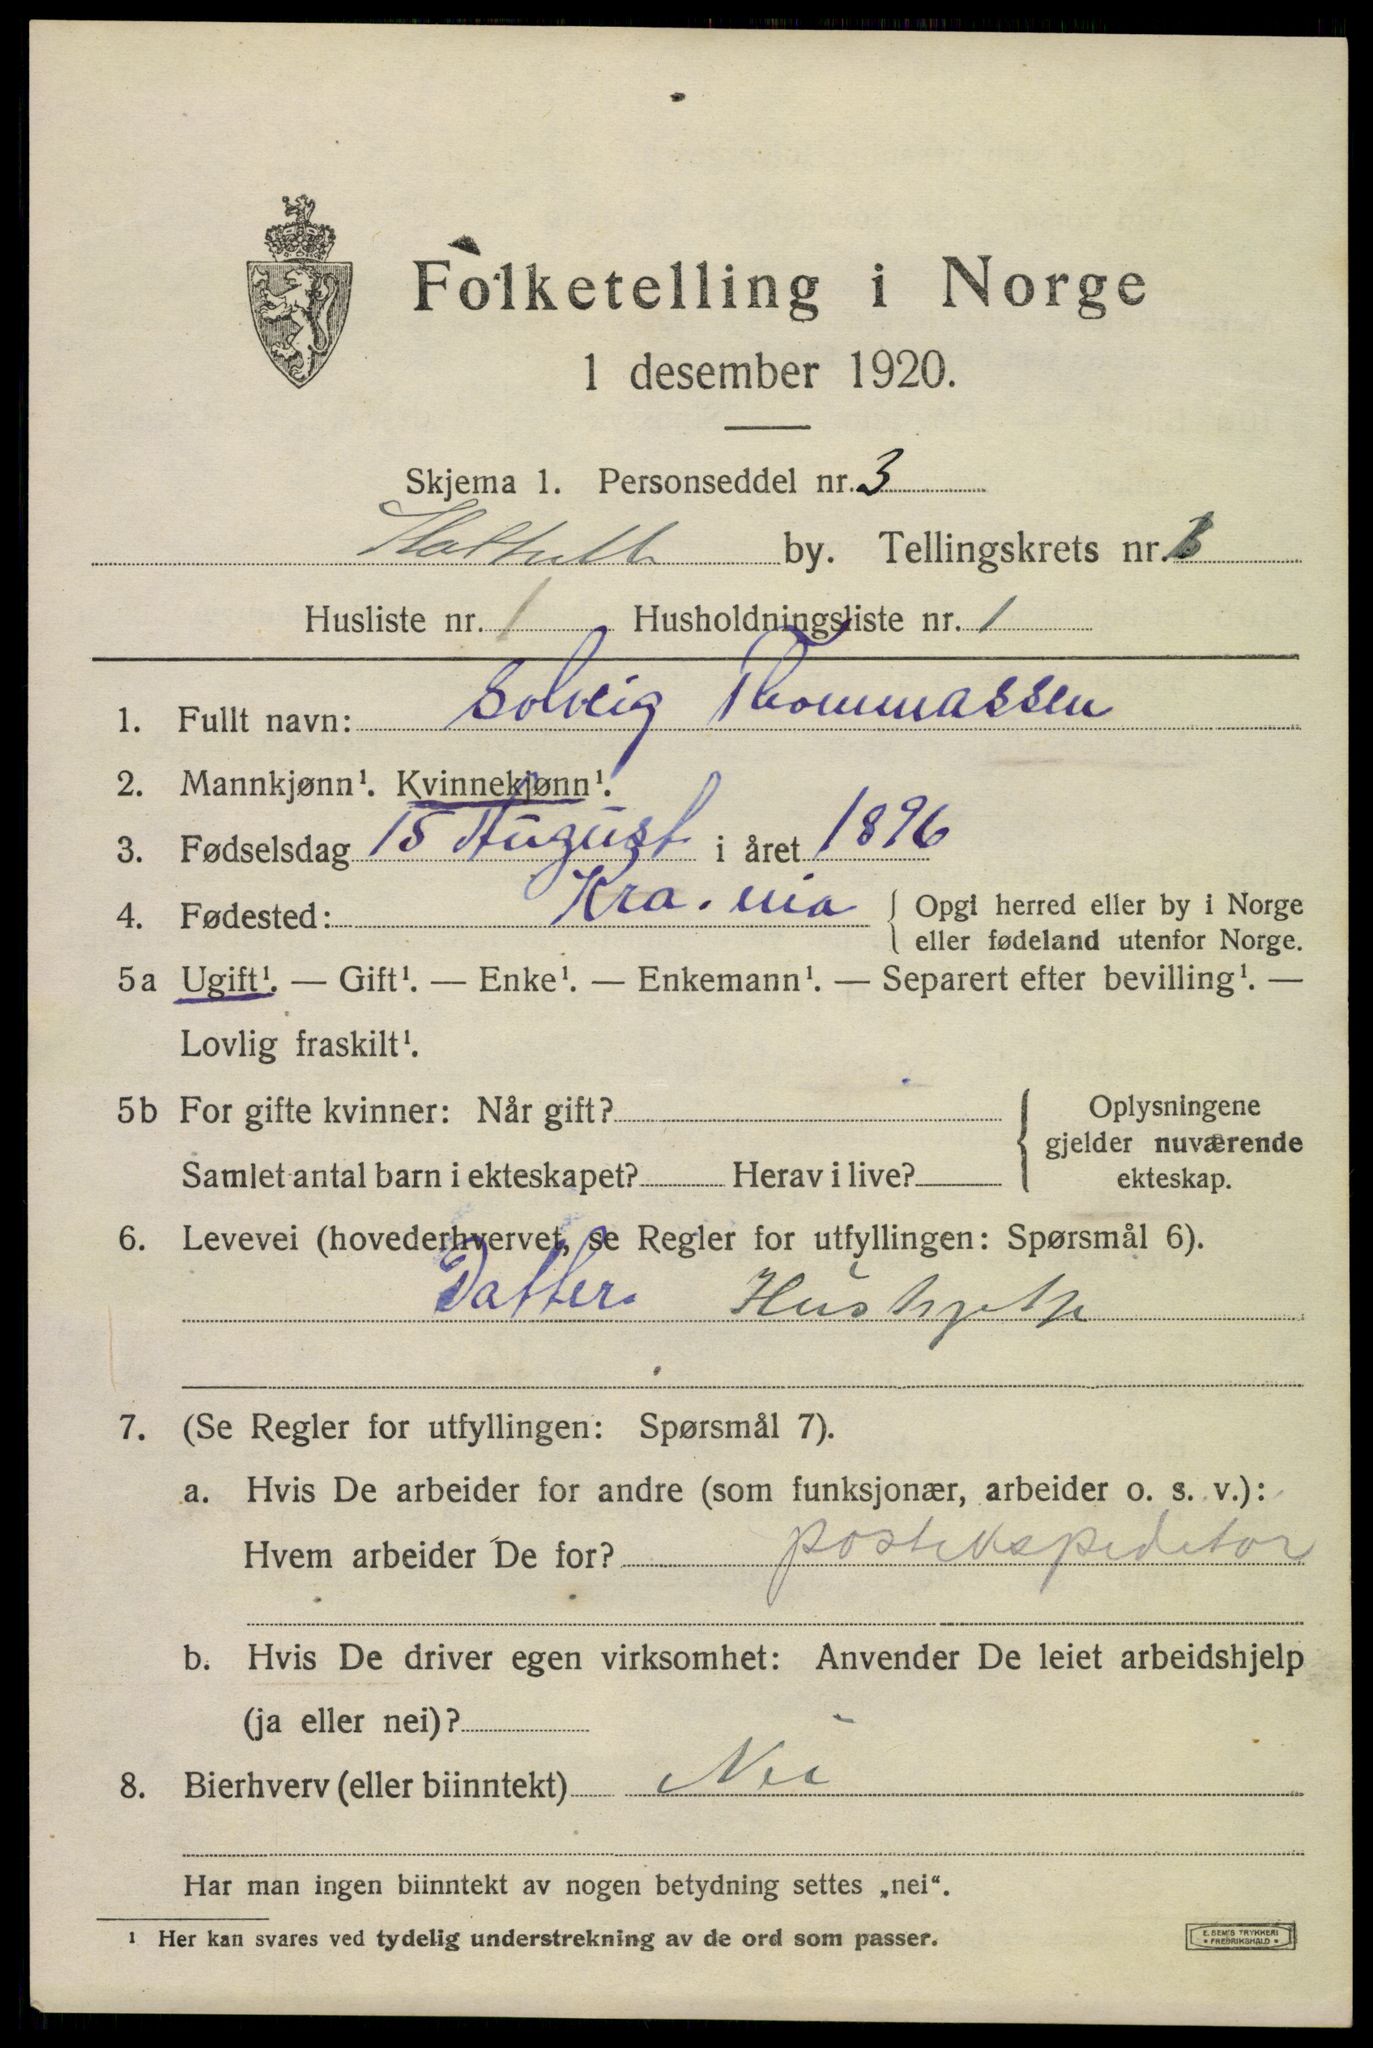 Folketelling i Norge
1 desember 1920.
Skjema 1. Personseddel nr. 3
by. Tellingskrets nr.
Husliste nr. 1 Husholdningsliste nr. 1
1. Fullt navn: Solveig Thommassen
2. Mannkjønn¹. Kvinnekjønn¹.
3. Fødselsdag 15 August i året 1896
4. Fødested: Kra.nia { Opgi herred eller by i Norge
eller fødeland utenfor Norge.
5a Ugift¹. — Gift¹. — Enke¹. — Enkemann¹. — Separert efter bevilling¹. —
Lovlig fraskilt¹.
5b For gifte kvinner: Når gift? { Oplysningene
gjelder nuværende
Samlet antal barn i ekteskapet? Herav i live? ekteskap.
6. Levevei (hovederhvervet, se Regler for utfyllingen: Spørsmål 6).
Datter. Hushjelp
7. (Se Regler for utfyllingen: Spørsmål 7).
a. Hvis De arbeider for andre (som funksjonær, arbeider o. s. v.):
Hvem arbeider De for? postekspeditor
b. Hvis De driver egen virksomhet: Anvender De leiet arbeidshjelp
(ja eller nei)?
8. Bierhverv (eller biinntekt) Nei
Har man ingen biinntekt av nogen betydning settes „nei“.
¹ Her kan svares ved tydelig understrekning av de ord som passer.
E. SEM'S TRYKKERI
* FREDRIKSHALD *